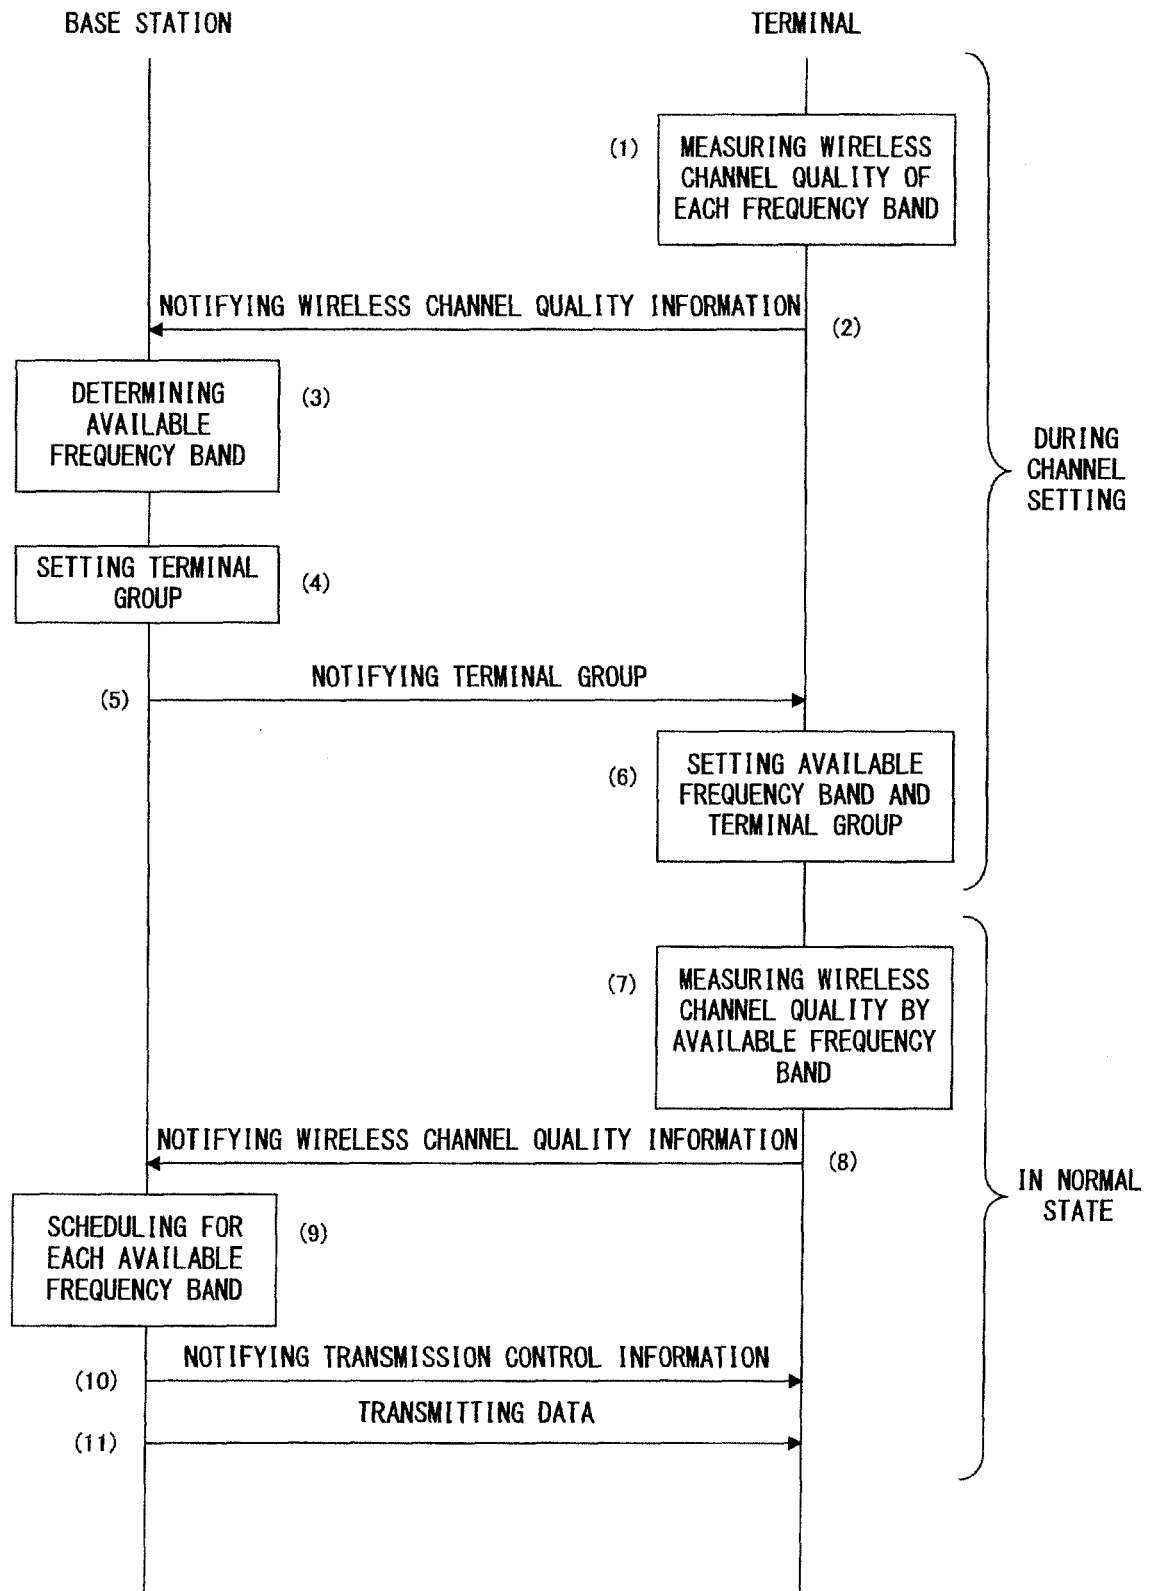 BASE STATION
TERMINAL
(1)
MEASURING WIRELESS
CHANNEL QUALITY OF
EACH FREQUENCY BAND
NOTIFYING WIRELESS CHANNEL QUALITY INFORMATION
(2)
DETERMINING
AVAILABLE
FREQUENCY BAND
(3)
DURING
CHANNEL
SETTING
SETTING TERMINAL
GROUP
(4)
NOTIFYING TERMINAL GROUP
(5)
(6)
SETTING AVAILABLE
FREQUENCY BAND AND
TERMINAL GROUP
(7)
MEASURING WIRELESS
CHANNEL QUALITY BY
AVAILABLE FREQUENCY
BAND
NOTIFYING WIRELESS CHANNEL QUALITY INFORMATION
(8)
IN NORMAL
STATE
SCHEDULING FOR
EACH AVAILABLE
FREQUENCY BAND
(9)
NOTIFYING TRANSMISSION CONTROL INFORMATION
(10)
TRANSMITTING DATA
(11)